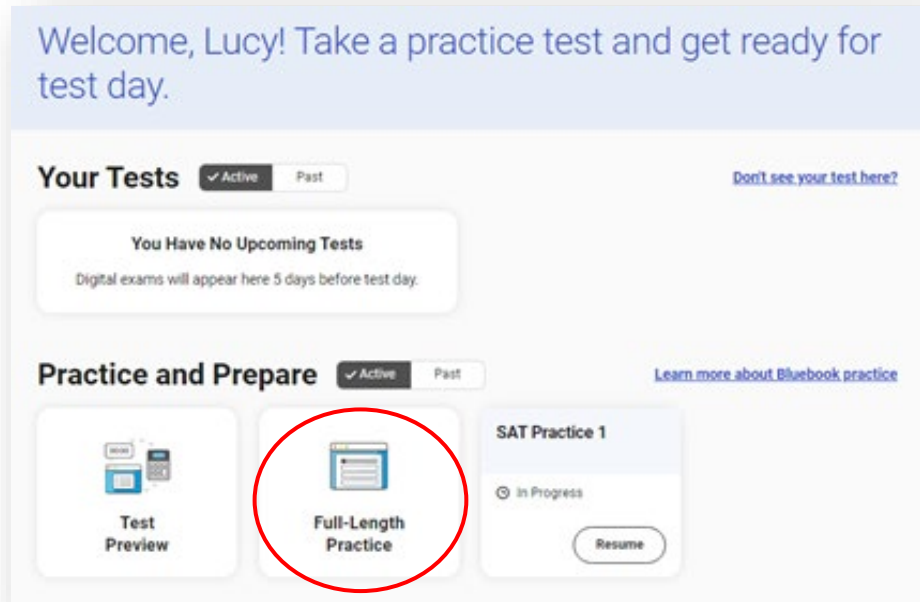 Welcome, Lucy! Take a practice test and get ready for
test day.
Your Tests
Active
Past
Don't see your test here?
You Have No Upcoming Tests
Digital exams will appear here 5 days before test day.
Practice and Prepare
Active
Past
Learn more about Bluebook practice
Test
Preview
Full-Length
Practice
SAT Practice 1
In Progress
Resume